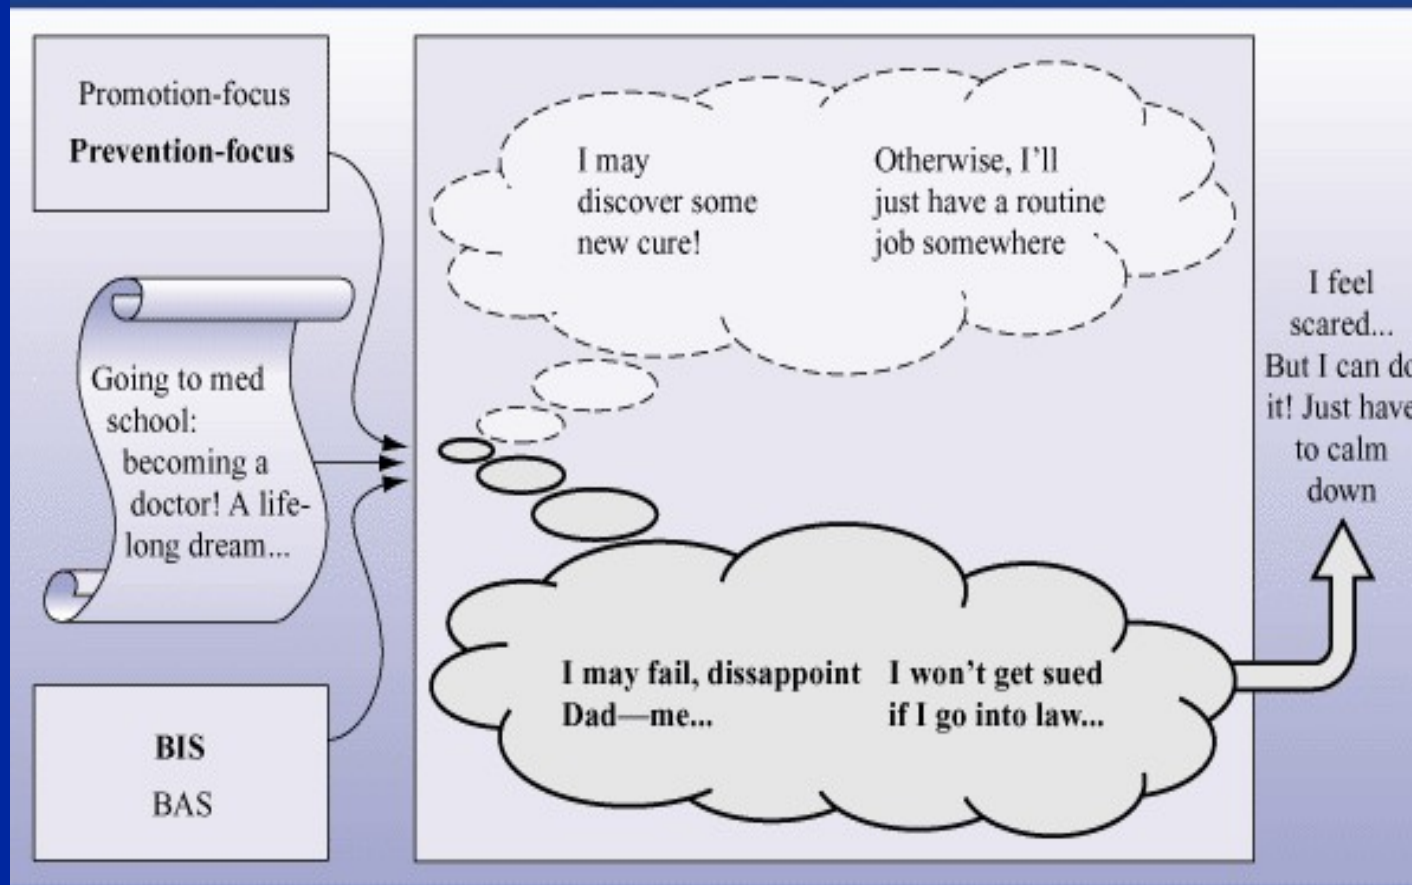 Promotion-focus
Prevention-focus
Going to med
school:
becoming a
doctor! A life-
long dream...
BIS
BAS
I may
discover some
new cure!
Otherwise, I'll
just have a routine
job somewhere
I may fail, dissappoint
Dad—me...
I won't get sued
if I go into law...
I feel
scared...
But I can do
it! Just have
to calm
down